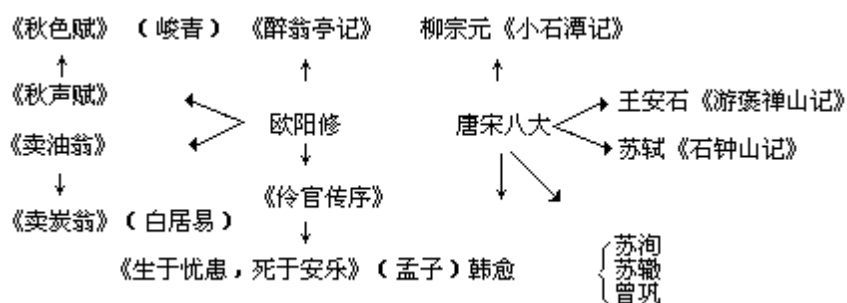 《秋色赋》（峻青）《醉翁亭记》 柳宗元《小石潭记》
《秋声赋》 王安石《游褒禅山记》
欧阳修 唐宋八大
《卖油翁》 苏轼《石钟山记》
《伶官传序》
《卖炭翁》（白居易）
苏洵
《生于忧患，死于安乐》（孟子）韩愈 苏辙
曾巩